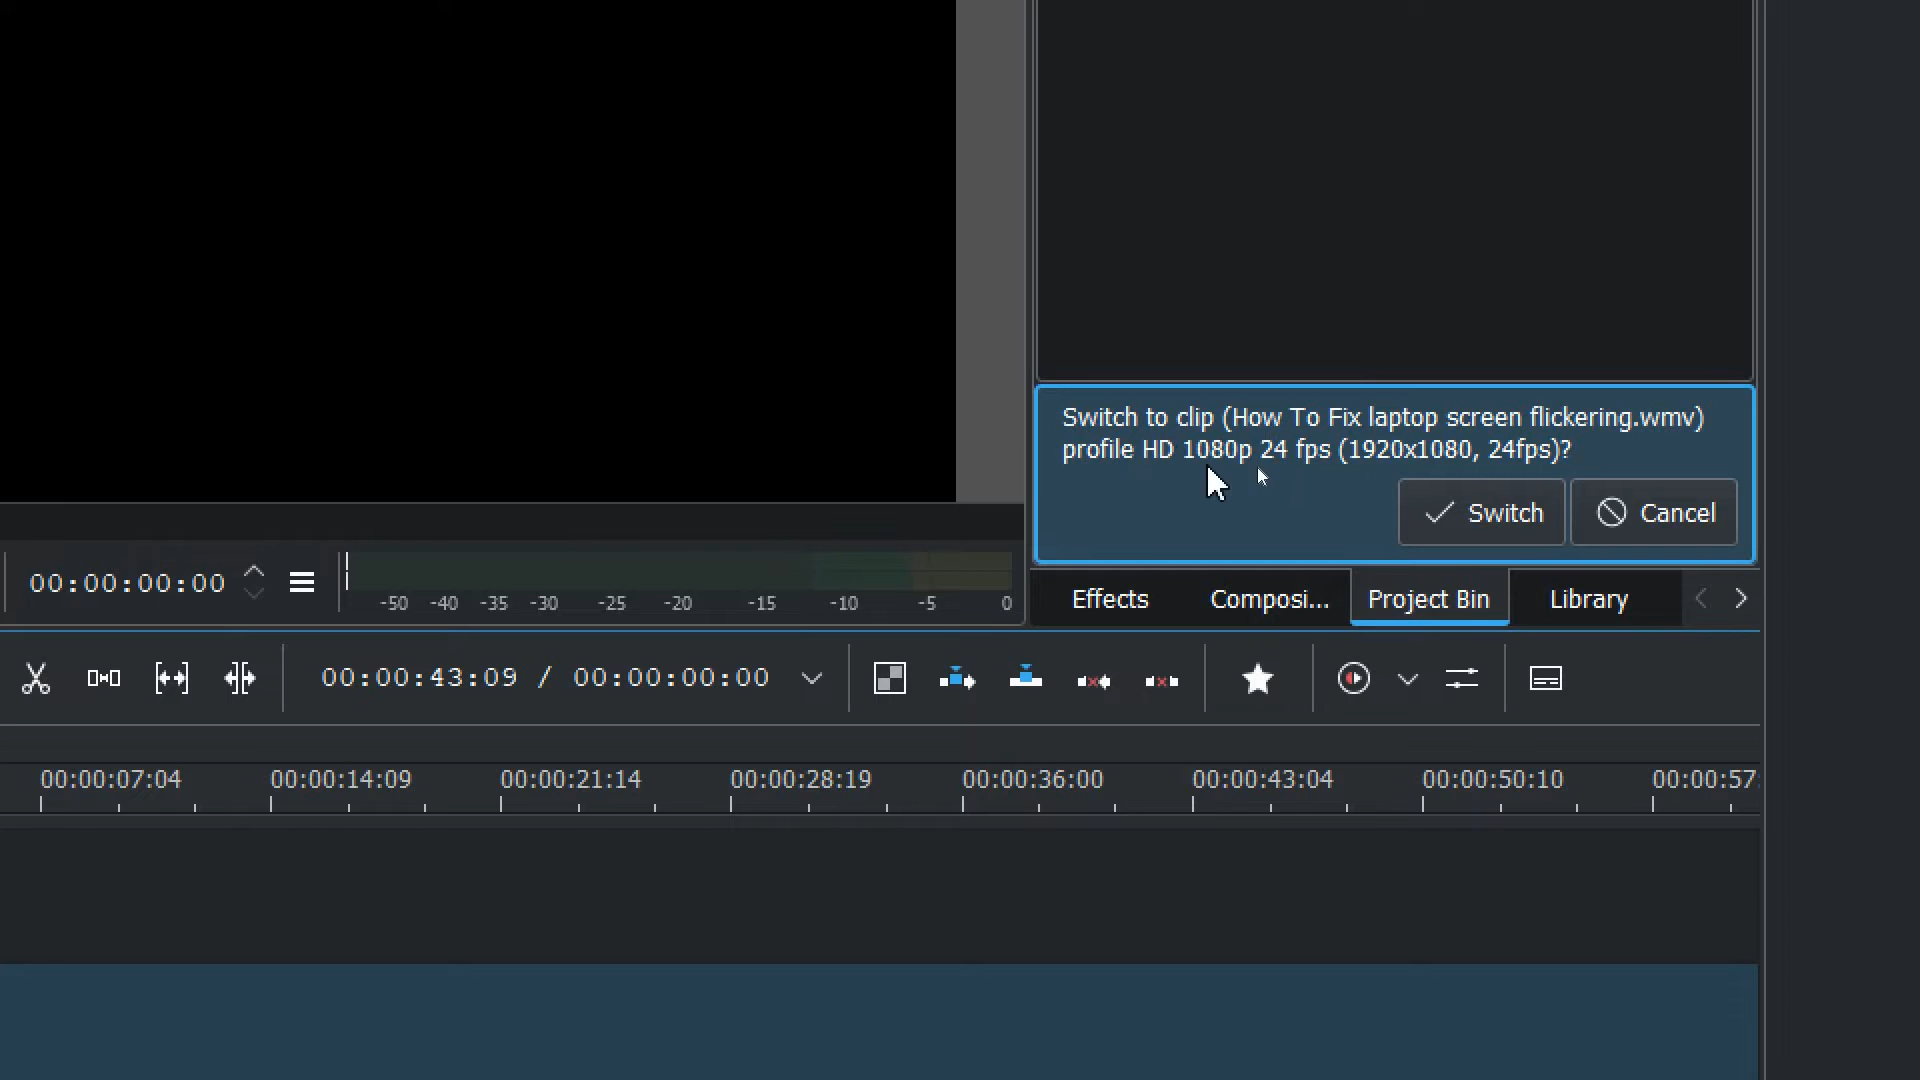 Switch to clip (How To Fix laptop screen flickering.wmv)
profile HD 1080p 24 fps (1920x1080, 24fps)?
Switch
Cancel
00:00:00:00
-50 -40 -35 -30 -25 -20 -15 -10 -5 0
Effects
Composi...
Project Bin
Library
00:00:43:09 / 00:00:00:00
00:00:07:04 00:00:14:09 00:00:21:14 00:00:28:19 00:00:36:00 00:00:43:04 00:00:50:10 00:00:57: